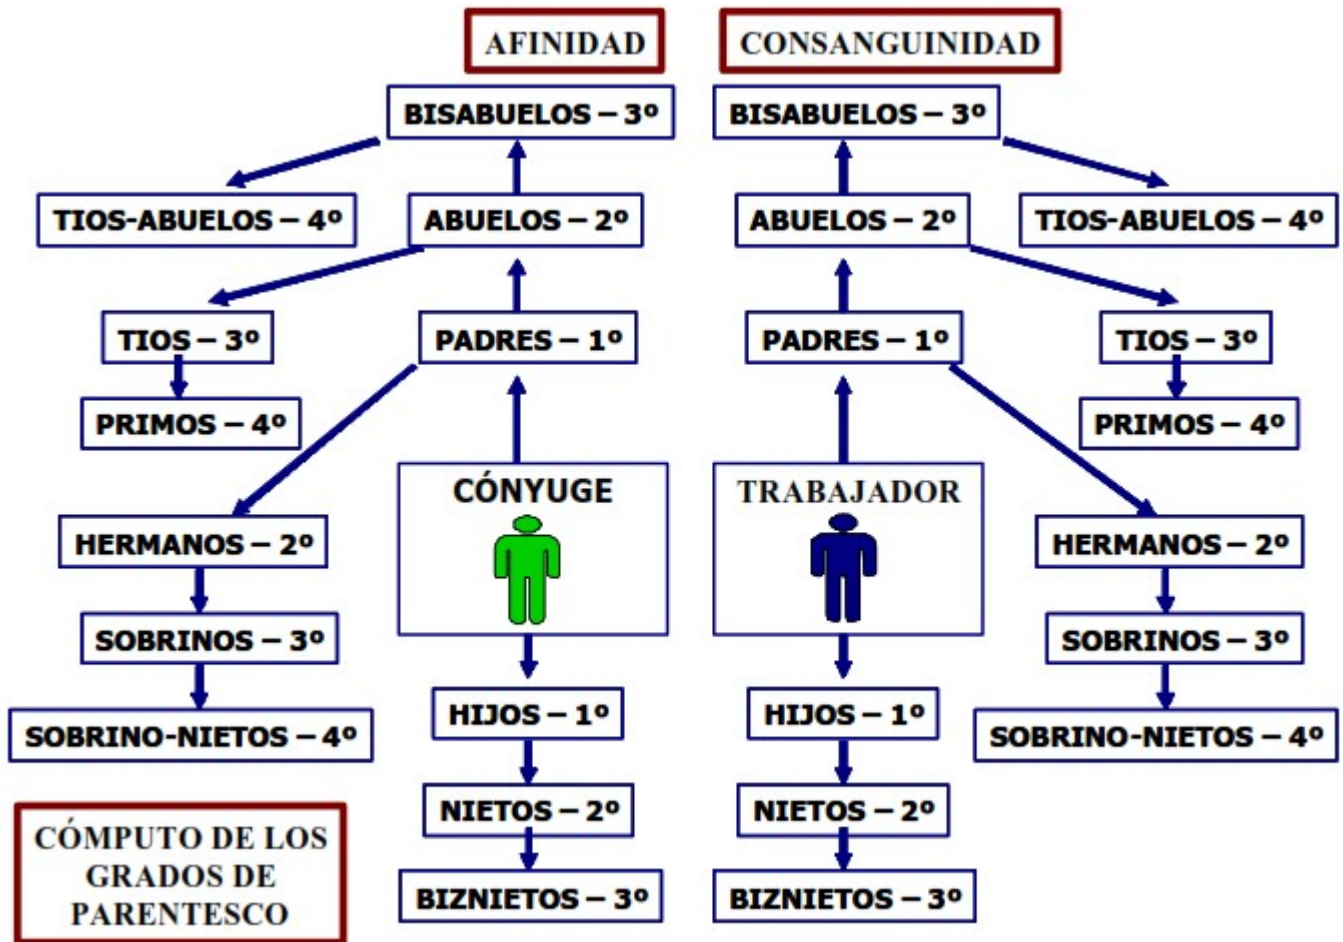 AFINIDAD
CONSANGUINIDAD
BISABUELOS – 3º
BISABUELOS – 3º
TIOS-ABUELOS – 4º
ABUELOS – 2º
ABUELOS – 2º
TIOS-ABUELOS – 4º
TIOS – 3º
PADRES – 1º
PADRES – 1º
TIOS – 3º
PRIMOS – 4º
PRIMOS – 4º
CÓNYUGE
TRABAJADOR
HERMANOS – 2º
HERMANOS – 2º
SOBRINOS – 3º
SOBRINOS – 3º
HIJOS – 1º
HIJOS – 1º
SOBRINO-NIETOS – 4º
SOBRINO-NIETOS – 4º
NIETOS – 2º
NIETOS – 2º
CÓMPUTO DE LOS
GRADOS DE
PARENTESCO
BIZNIETOS – 3º
BIZNIETOS – 3º